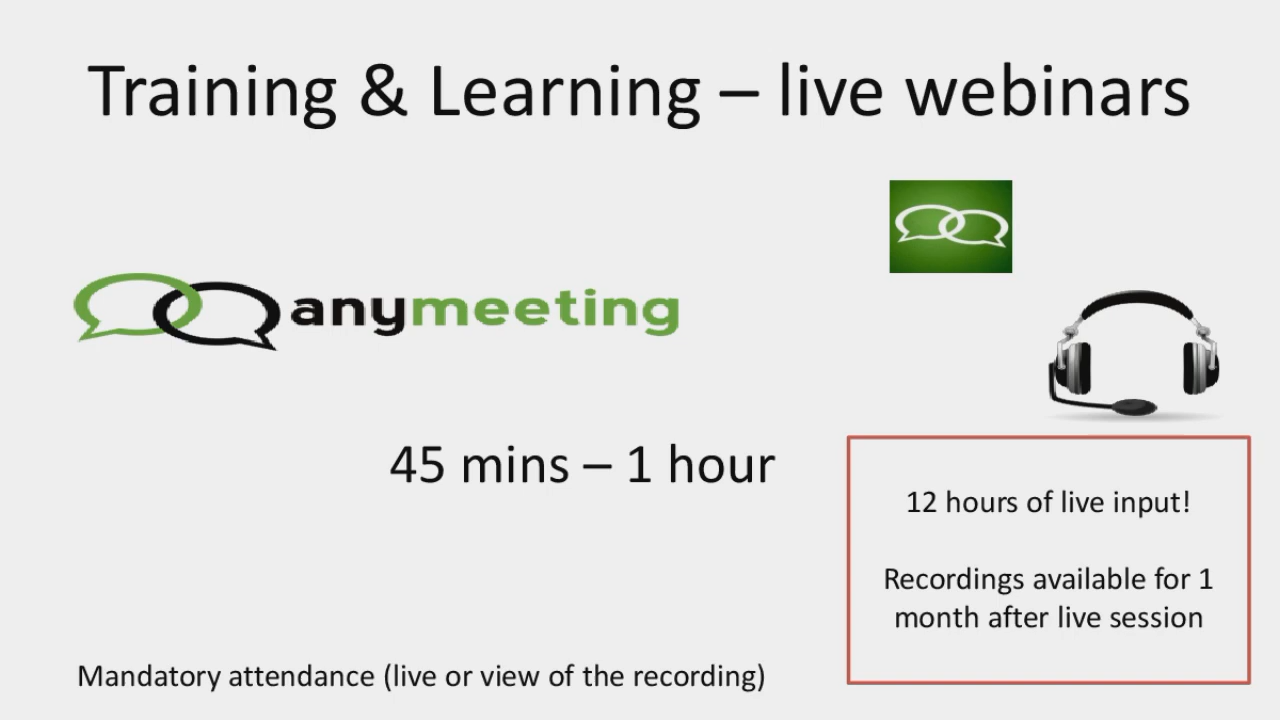 Training & Learning – live webinars
anymeeting
45 mins – 1 hour
12 hours of live input!
Recordings available for 1
month after live session
Mandatory attendance (live or view of the recording)